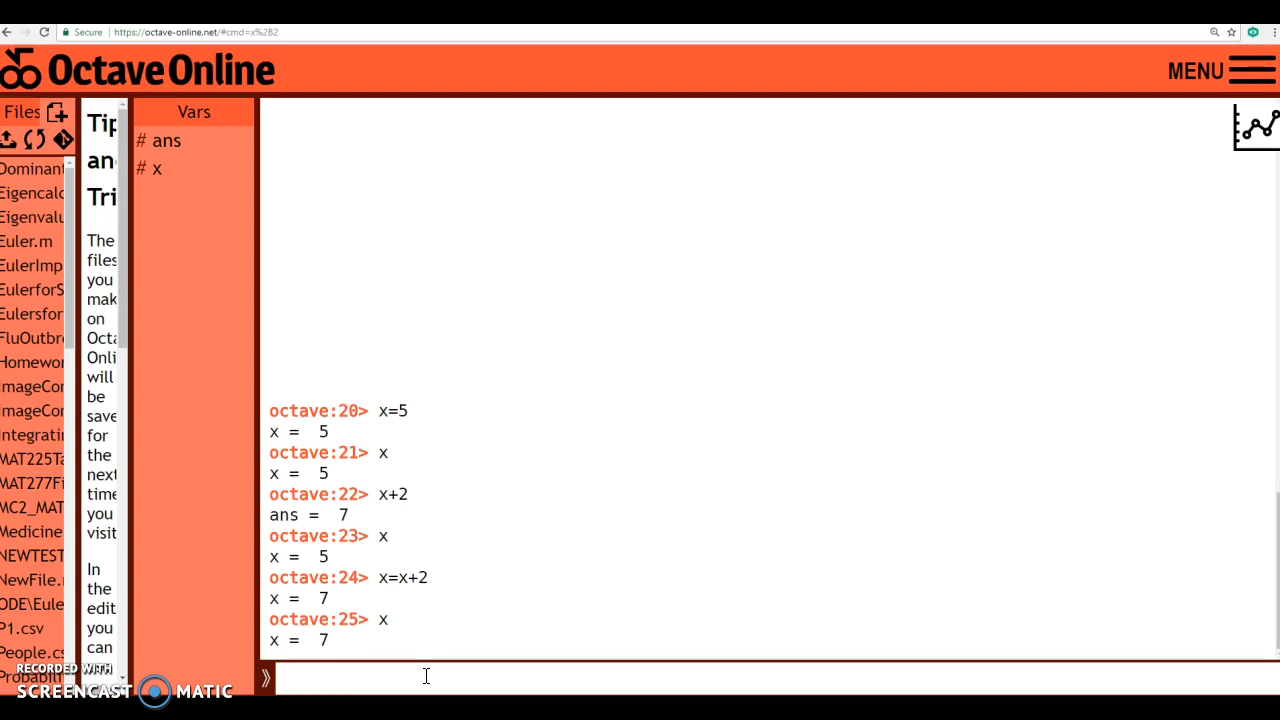 Secure
https://octave-online.net/#cmd=x%2B2
Octave Online
MENU
Files
Dominant
Eigencalc
Eigenvalu
Euler.m
EulerImp
EulerforS
Eulersfor
FluOutbr
Homewor
ImageCor
ImageCor
Integratin
MAT225Ta
MAT277Fi
MC2_MAT
Medicine
NEWTEST
NewFile.
ODE\Eule
P1.csv
People.cs
Probabili
Tip
an
Tri
The
files
you
mak
on
Octa
Onli
will
be
save
for
the
next
time
you
visit
In
the
edit
you
can
Vars
# ans
# x
octave:20> x=5
x = 5
octave:21> x
x = 5
octave:22> x+2
ans = 7
octave:23> x
x = 5
octave:24> x=x+2
x = 7
octave:25> x
x = 7
»
RECORDED WITH
SCREENCAST MATIC